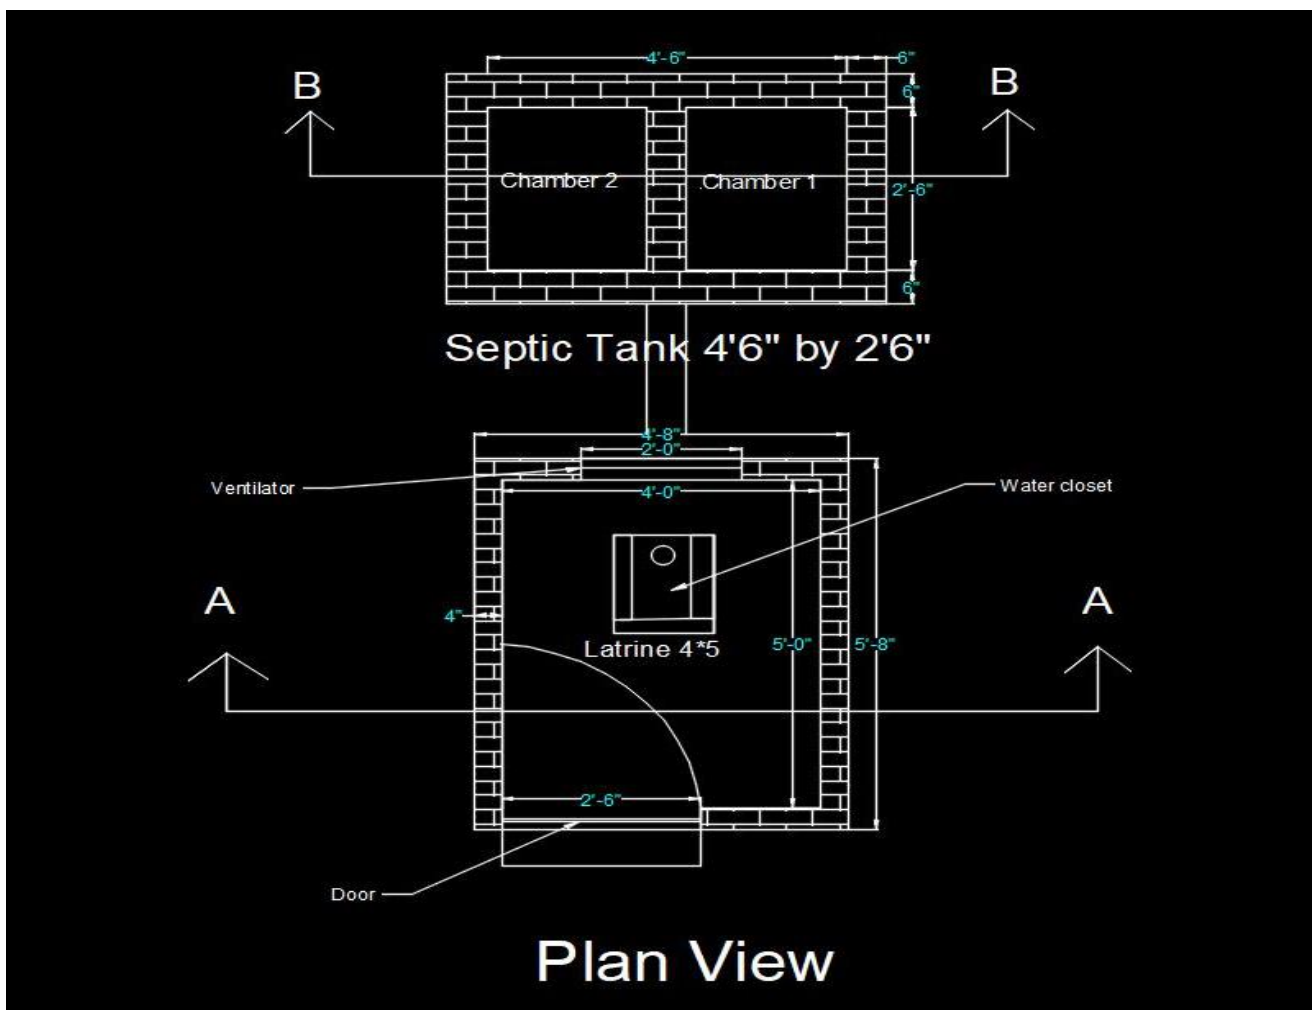 4'-6"
6"
B
B
6"
Chamber 2
.Chamber 1
2'-6"
6"
Septic Tank 4'6" by 2'6"
4'-8"
2'-0"
Ventilator
4'-0"
Water closet
A
A
4"
Latrine 4*5
5'-0"
5'-8"
2'-6"
Door
Plan View